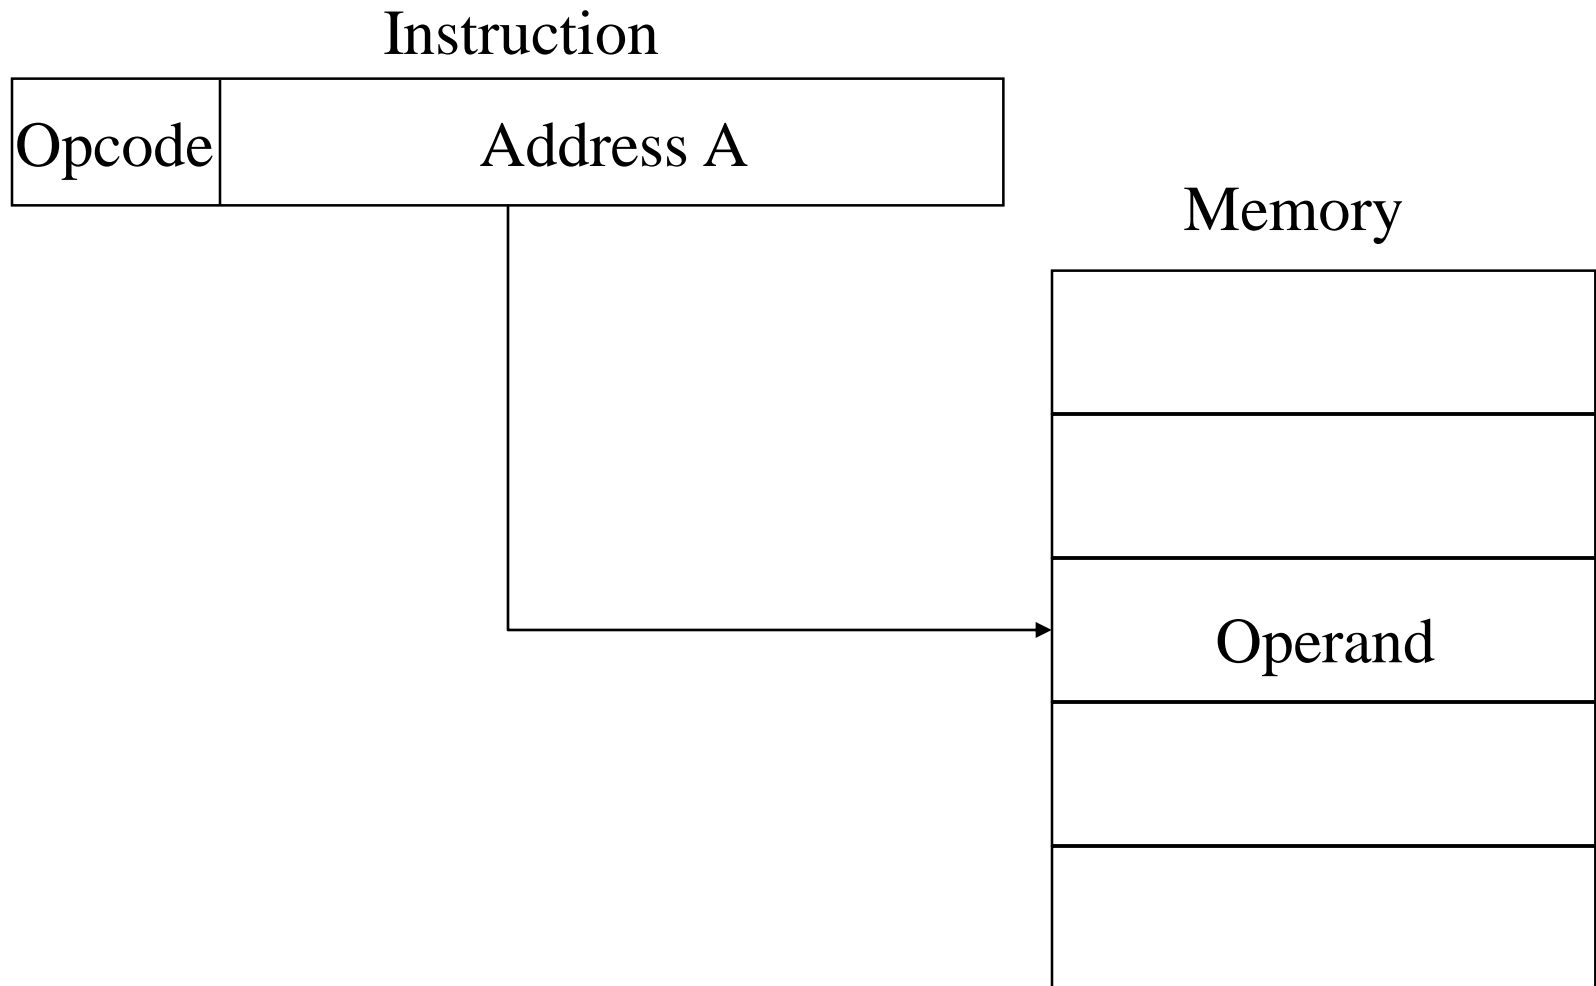 Instruction
Opcode
Address A
Memory
Operand